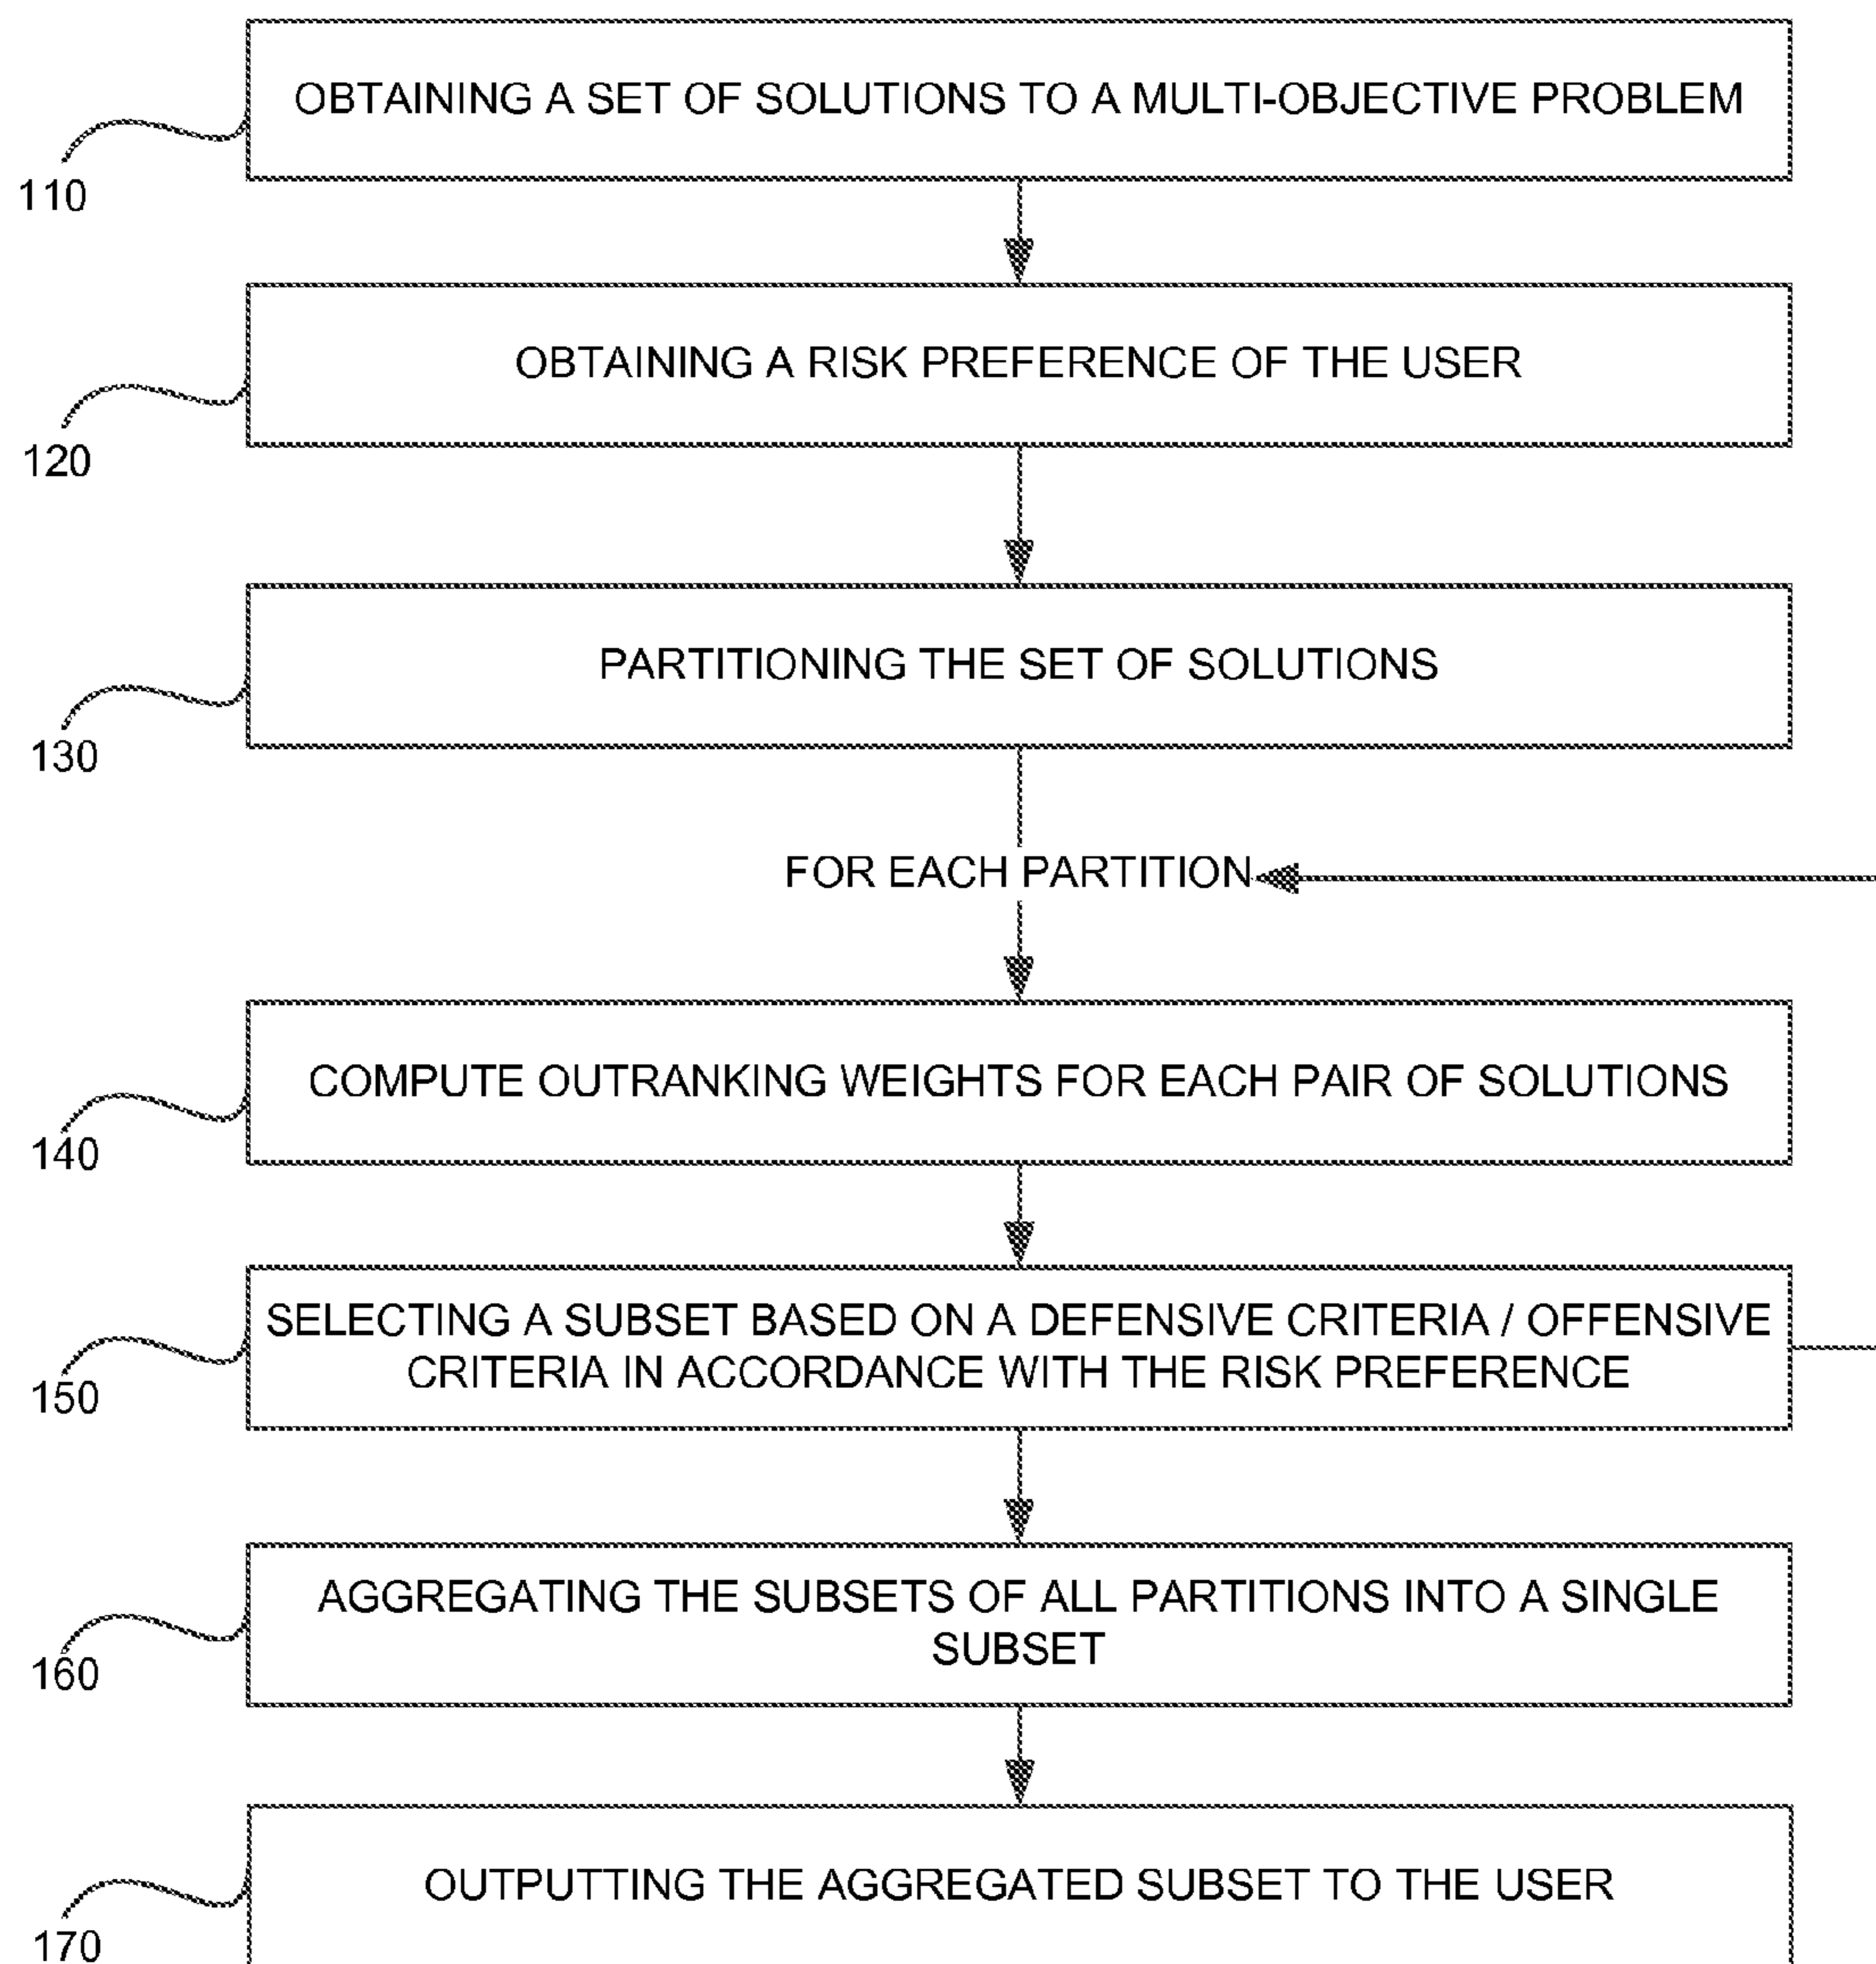 OBTAINING A SET OF SOLUTIONS TO A MULTI-OBJECTIVE PROBLEM
110
OBTAINING A RISK PREFERENCE OF THE USER
120
PARTITIONING THE SET OF SOLUTIONS
130
FOR EACH PARTITION
COMPUTE OUTRANKING WEIGHTS FOR EACH PAIR OF SOLUTIONS
140
SELECTING A SUBSET BASED ON A DEFENSIVE CRITERIA / OFFENSIVE
CRITERIA IN ACCORDANCE WITH THE RISK PREFERENCE
150
AGGREGATING THE SUBSETS OF ALL PARTITIONS INTO A SINGLE
SUBSET
160
OUTPUTTING THE AGGREGATED SUBSET TO THE USER
170